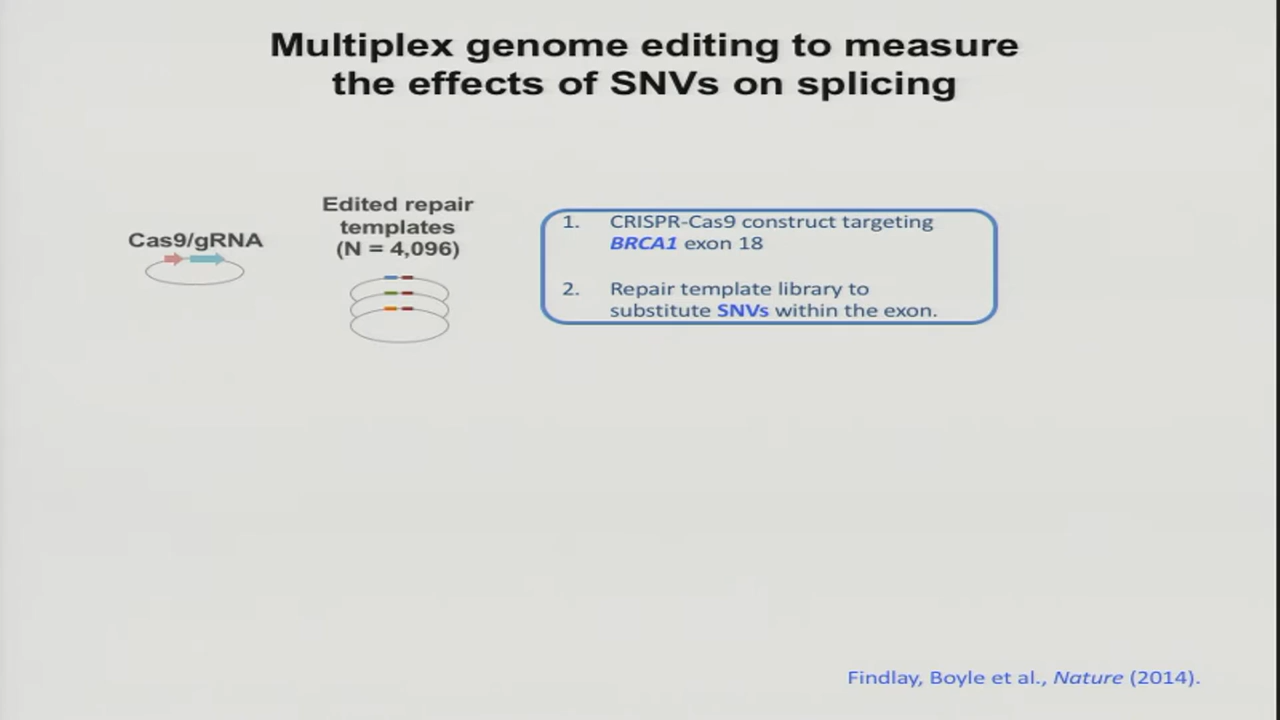 Multiplex genome editing to measure
the effects of SNVs on splicing
Cas9/gRNA
Edited repair
templates
(N = 4,096)
1. CRISPR-Cas9 construct targeting
BRCA1 exon 18
2. Repair template library to
substitute SNVs within the exon.
Findlay, Boyle et al., Nature (2014).